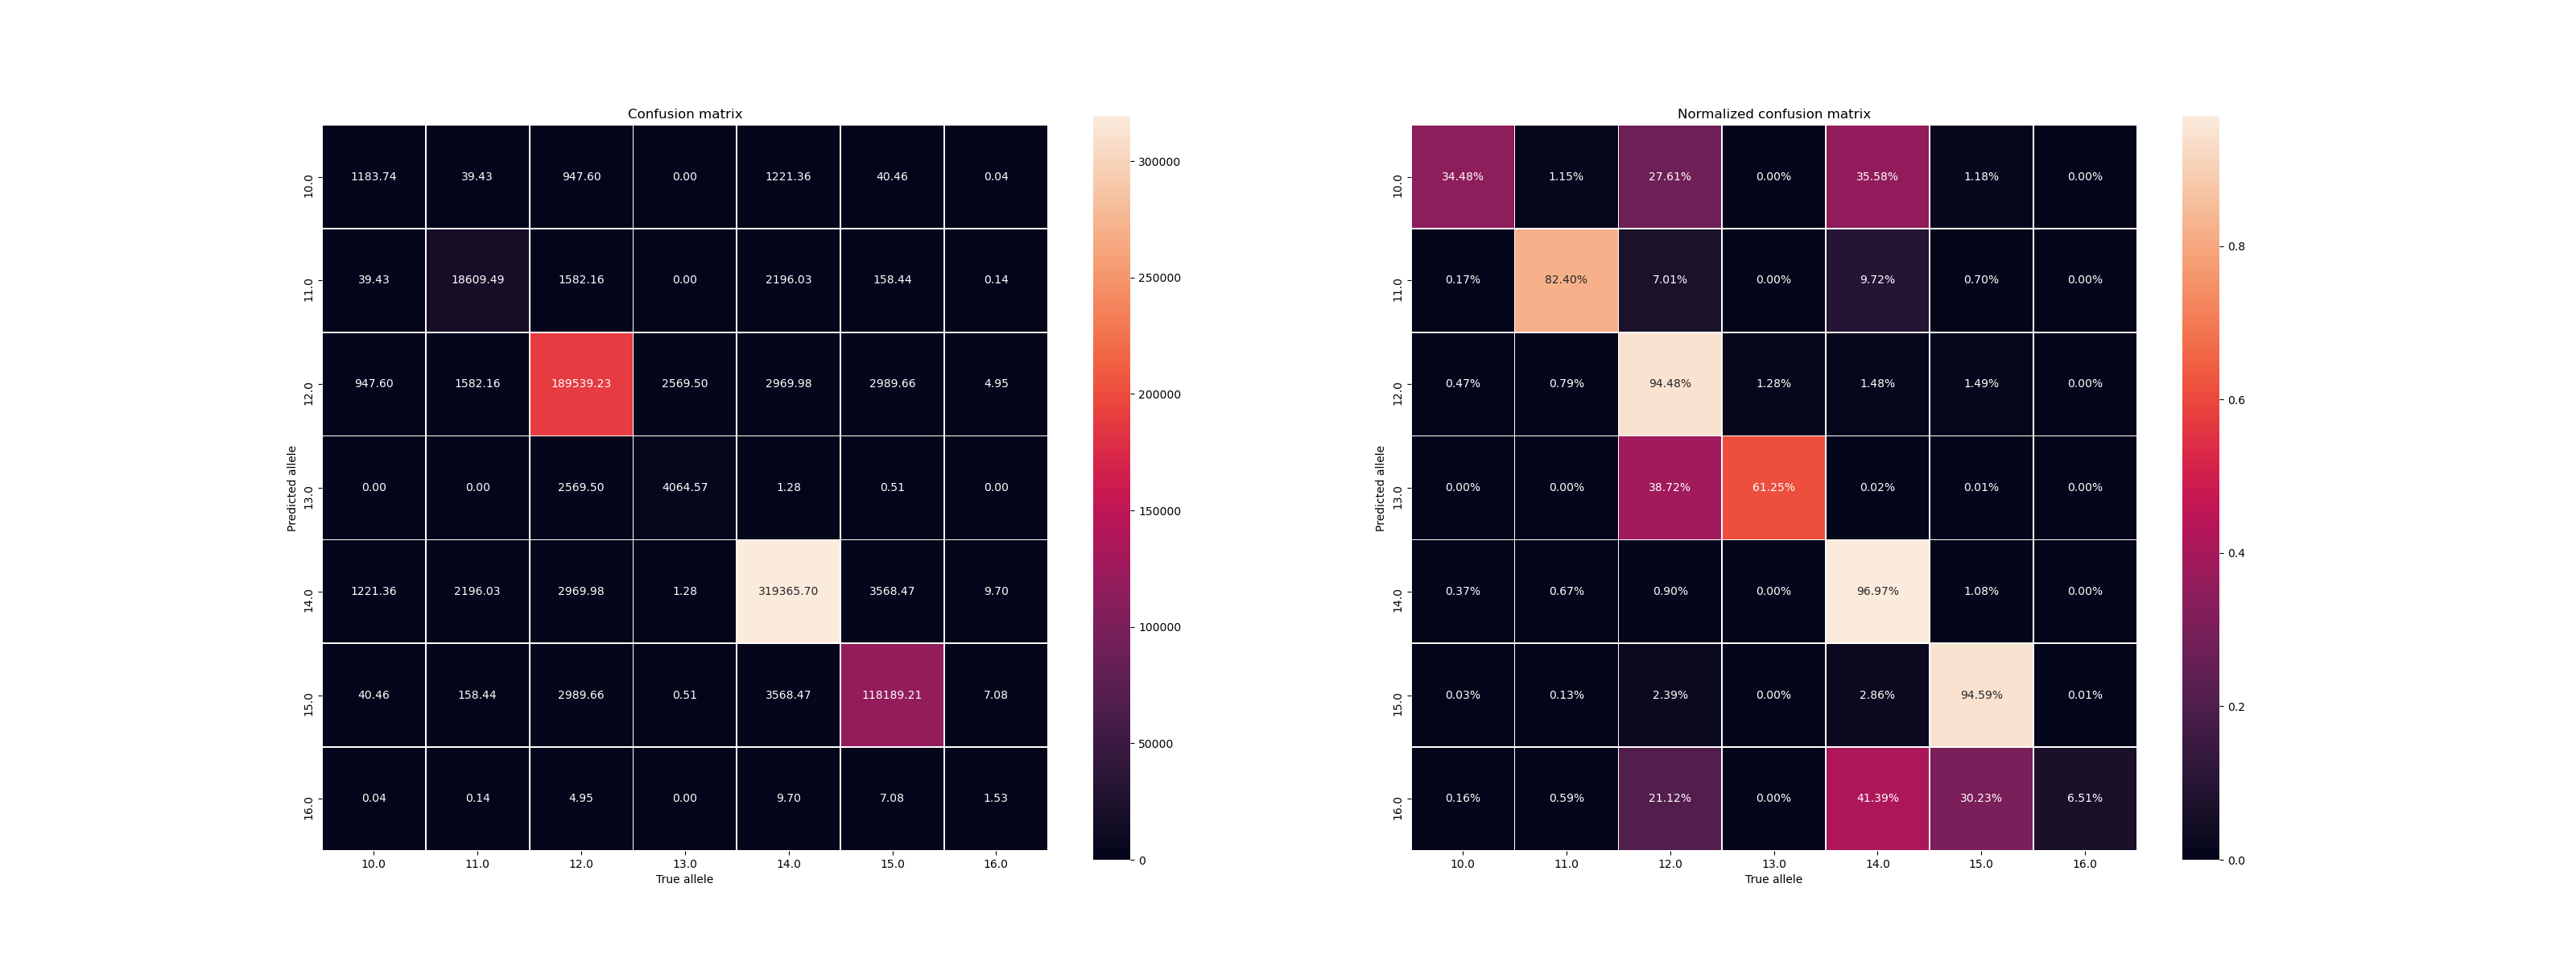 Confusion matrix
10.0 1183.74 39.43 947.60 0.00 1221.36 40.46 0.04
11.0 39.43 18609.49 1582.16 0.00 2196.03 158.44 0.14
12.0 947.60 1582.16 189539.23 2569.50 2969.98 2989.66 4.95
13.0 0.00 0.00 2569.50 4064.57 1.28 0.51 0.00
14.0 1221.36 2196.03 2969.98 1.28 319365.70 3568.47 9.70
15.0 40.46 158.44 2989.66 0.51 3568.47 118189.21 7.08
16.0 0.04 0.14 4.95 0.00 9.70 7.08 1.53
10.0 11.0 12.0 13.0 14.0 15.0 16.0
True allele
Predicted allele
300000
250000
200000
150000
100000
50000
0
Normalized confusion matrix
10.0 34.48% 1.15% 27.61% 0.00% 35.58% 1.18% 0.00%
11.0 0.17% 82.40% 7.01% 0.00% 9.72% 0.70% 0.00%
12.0 0.47% 0.79% 94.48% 1.28% 1.48% 1.49% 0.00%
13.0 0.00% 0.00% 38.72% 61.25% 0.02% 0.01% 0.00%
14.0 0.37% 0.67% 0.90% 0.00% 96.97% 1.08% 0.00%
15.0 0.03% 0.13% 2.39% 0.00% 2.86% 94.59% 0.01%
16.0 0.16% 0.59% 21.12% 0.00% 41.39% 30.23% 6.51%
10.0 11.0 12.0 13.0 14.0 15.0 16.0
True allele
Predicted allele
0.8
0.6
0.4
0.2
0.0